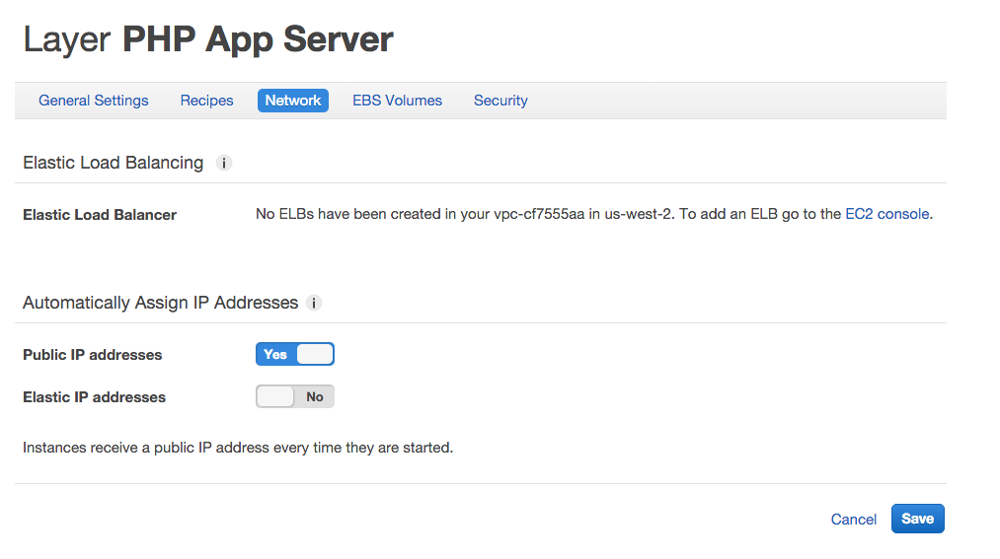 Layer PHP App Server
General Settings Recipes Network EBS Volumes Security
Elastic Load Balancing i
Elastic Load Balancer No ELBs have been created in your vpc-cf7555aa in us-west-2. To add an ELB go to the EC2 console.
Automatically Assign IP Addresses i
Public IP addresses Yes
Elastic IP addresses No
Instances receive a public IP address every time they are started.
Cancel Save